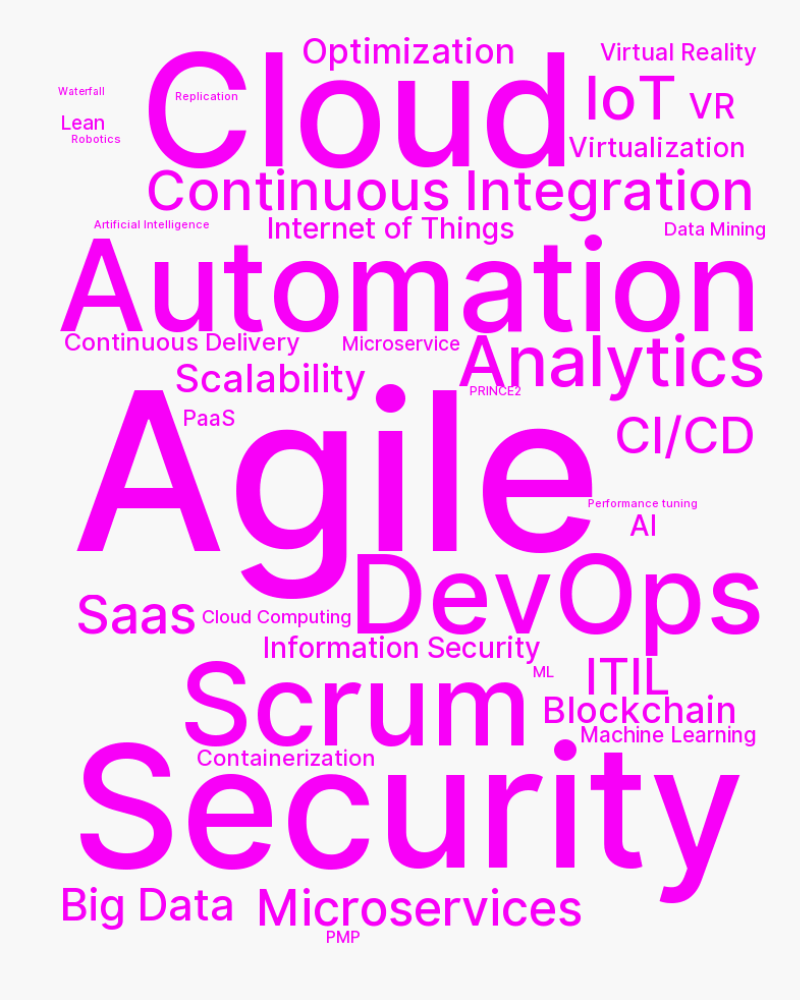 Optimization
Virtual Reality
Cloud
IoT
VR
Waterfall
Replication
Lean
Robotics
Virtualization
Continuous Integration
Artificial Intelligence
Internet of Things
Data Mining
Automation
Continuous Delivery
Microservice
Analytics
Scalability
PRINCE2
Agile
PaaS
CI/CD
Performance tuning
AI
DevOps
Saas
Cloud Computing
Information Security
ML
ITIL
Scrum
Blockchain
Machine Learning
Containerization
Security
Big Data
Microservices
PMP